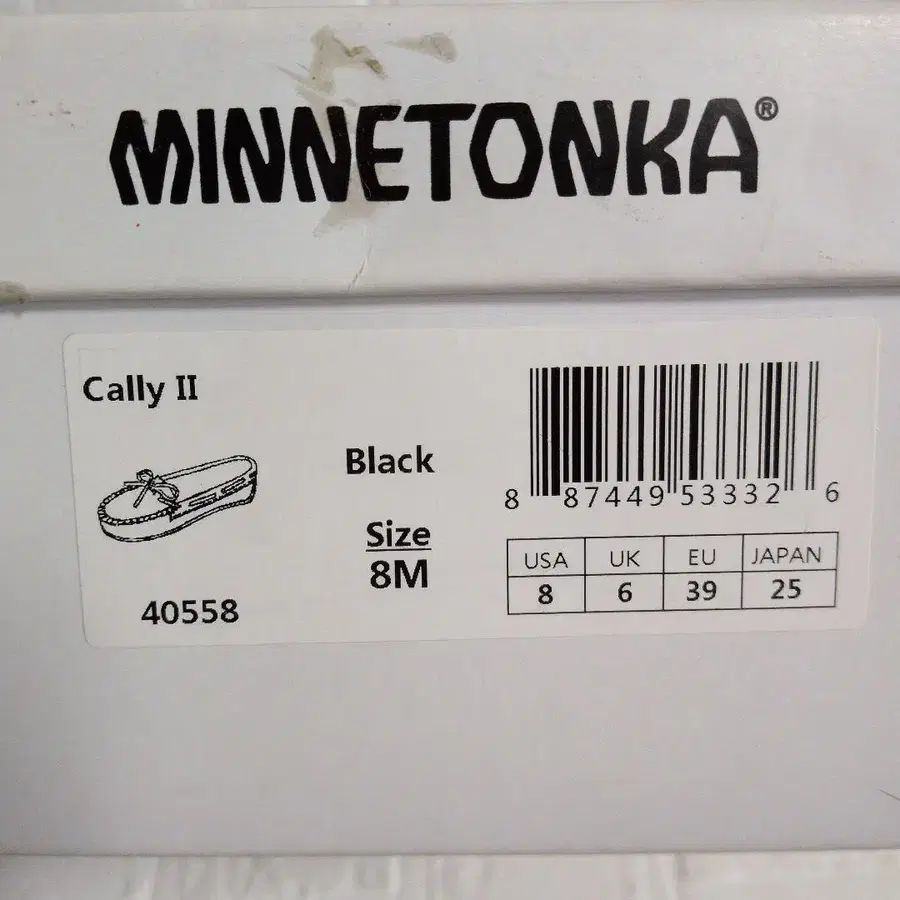 MINNETONKA®
Cally II
Black
Size
8M
40558
8 87449 53332 6
USA UK EU JAPAN
8 6 39 25